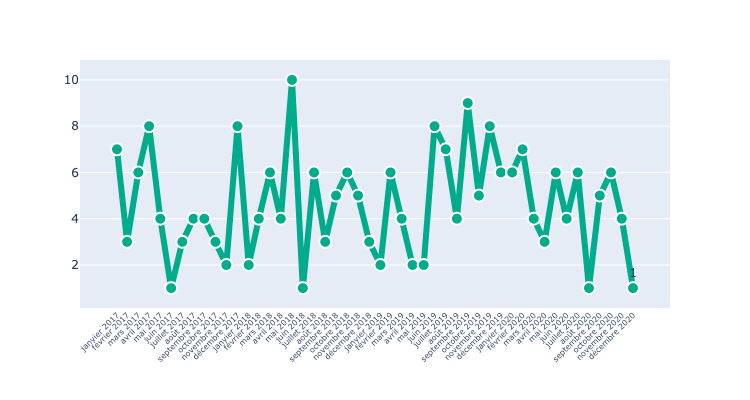 10
8
6
4
2
1
janvier 2017
février 2017
mars 2017
avril 2017
mai 2017
juin 2017
juillet 2017
août 2017
septembre 2017
octobre 2017
novembre 2017
décembre 2017
janvier 2018
février 2018
mars 2018
avril 2018
mai 2018
juin 2018
juillet 2018
août 2018
septembre 2018
octobre 2018
novembre 2018
décembre 2018
janvier 2019
février 2019
mars 2019
avril 2019
mai 2019
juin 2019
juillet 2019
août 2019
septembre 2019
octobre 2019
novembre 2019
décembre 2019
janvier 2020
février 2020
mars 2020
avril 2020
mai 2020
juin 2020
juillet 2020
août 2020
septembre 2020
octobre 2020
novembre 2020
décembre 2020